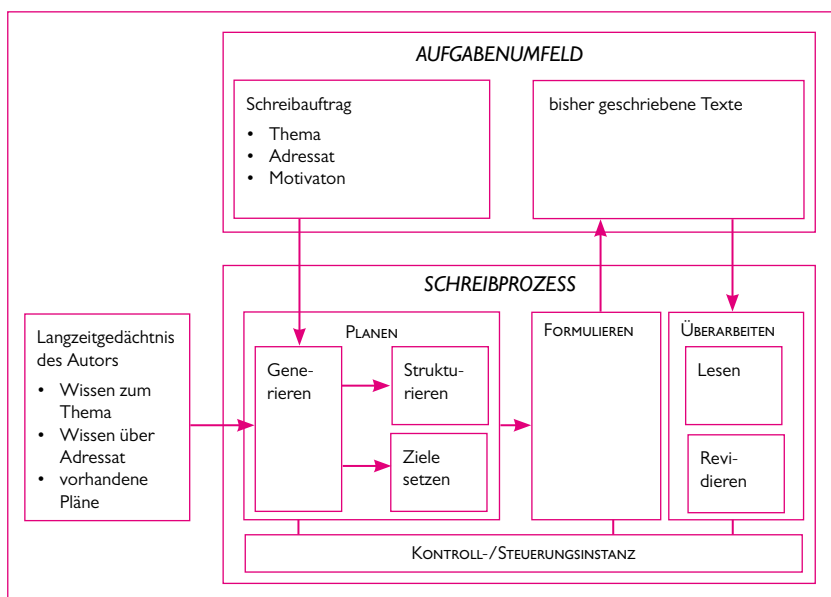 AUFGABENUMFELD
Schreibauftrag
• Thema
• Adressat
• Motivaton
bisher geschriebene Texte
SCHREIBPROZESS
Langzeitgedächtnis
des Autors
• Wissen zum
Thema
• Wissen über
Adressat
• vorhandene
Pläne
PLANEN
Gene-
rieren
Struktu-
rieren
Ziele
setzen
FORMULIEREN
ÜBERARBEITEN
Lesen
Revi-
dieren
KONTROLL-/STEUERUNGSINSTANZ